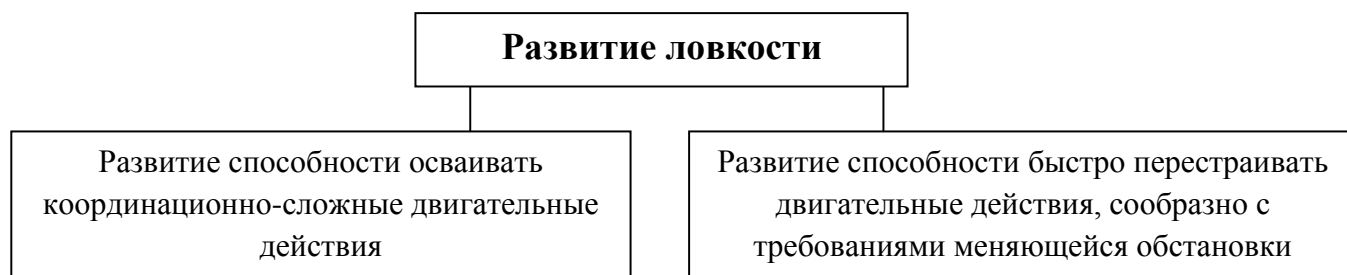 Развитие ловкости
Развитие способности осваивать
координационно-сложные двигательные
действия
Развитие способности быстро перестраивать
двигательные действия, сообразно с
требованиями меняющейся обстановки